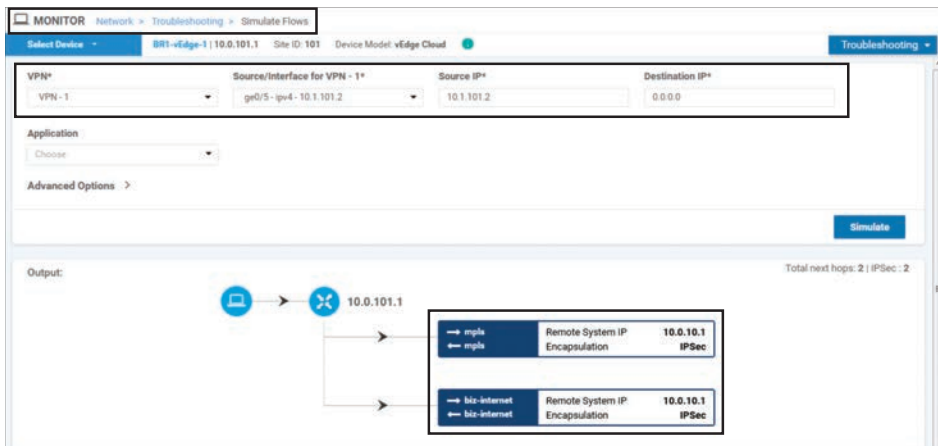 MONITOR Network > Troubleshooting > Simulate Flows
Select Device BR1-vEdge-1 | 10.0.101.1 Site ID: 101 Device Model: vEdge Cloud Troubleshooting
VPN* Source/Interface for VPN - 1* Source IP* Destination IP*
VPN - 1 ge0/5 - ipv4 - 10.1.101.2 10.1.101.2 0.0.0.0
Application
Choose
Advanced Options >
Simulate
Output: Total next hops: 2 | IPSec : 2
10.0.101.1
→ mpls Remote System IP 10.0.10.1
← mpls Encapsulation IPSec
→ biz-internet Remote System IP 10.0.10.1
← biz-internet Encapsulation IPSec